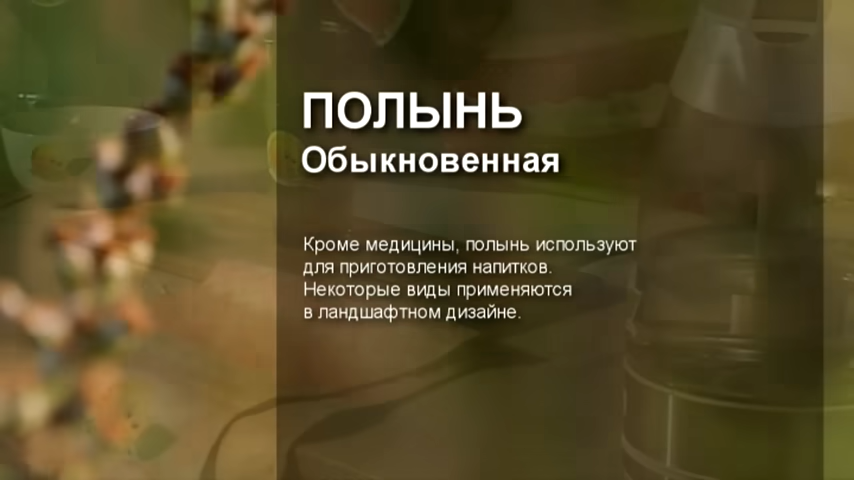 ПОЛЫНЬ
Обыкновенная
Кроме медицины, полынь используют
для приготовления напитков.
Некоторые виды применяются
в ландшафтном дизайне.